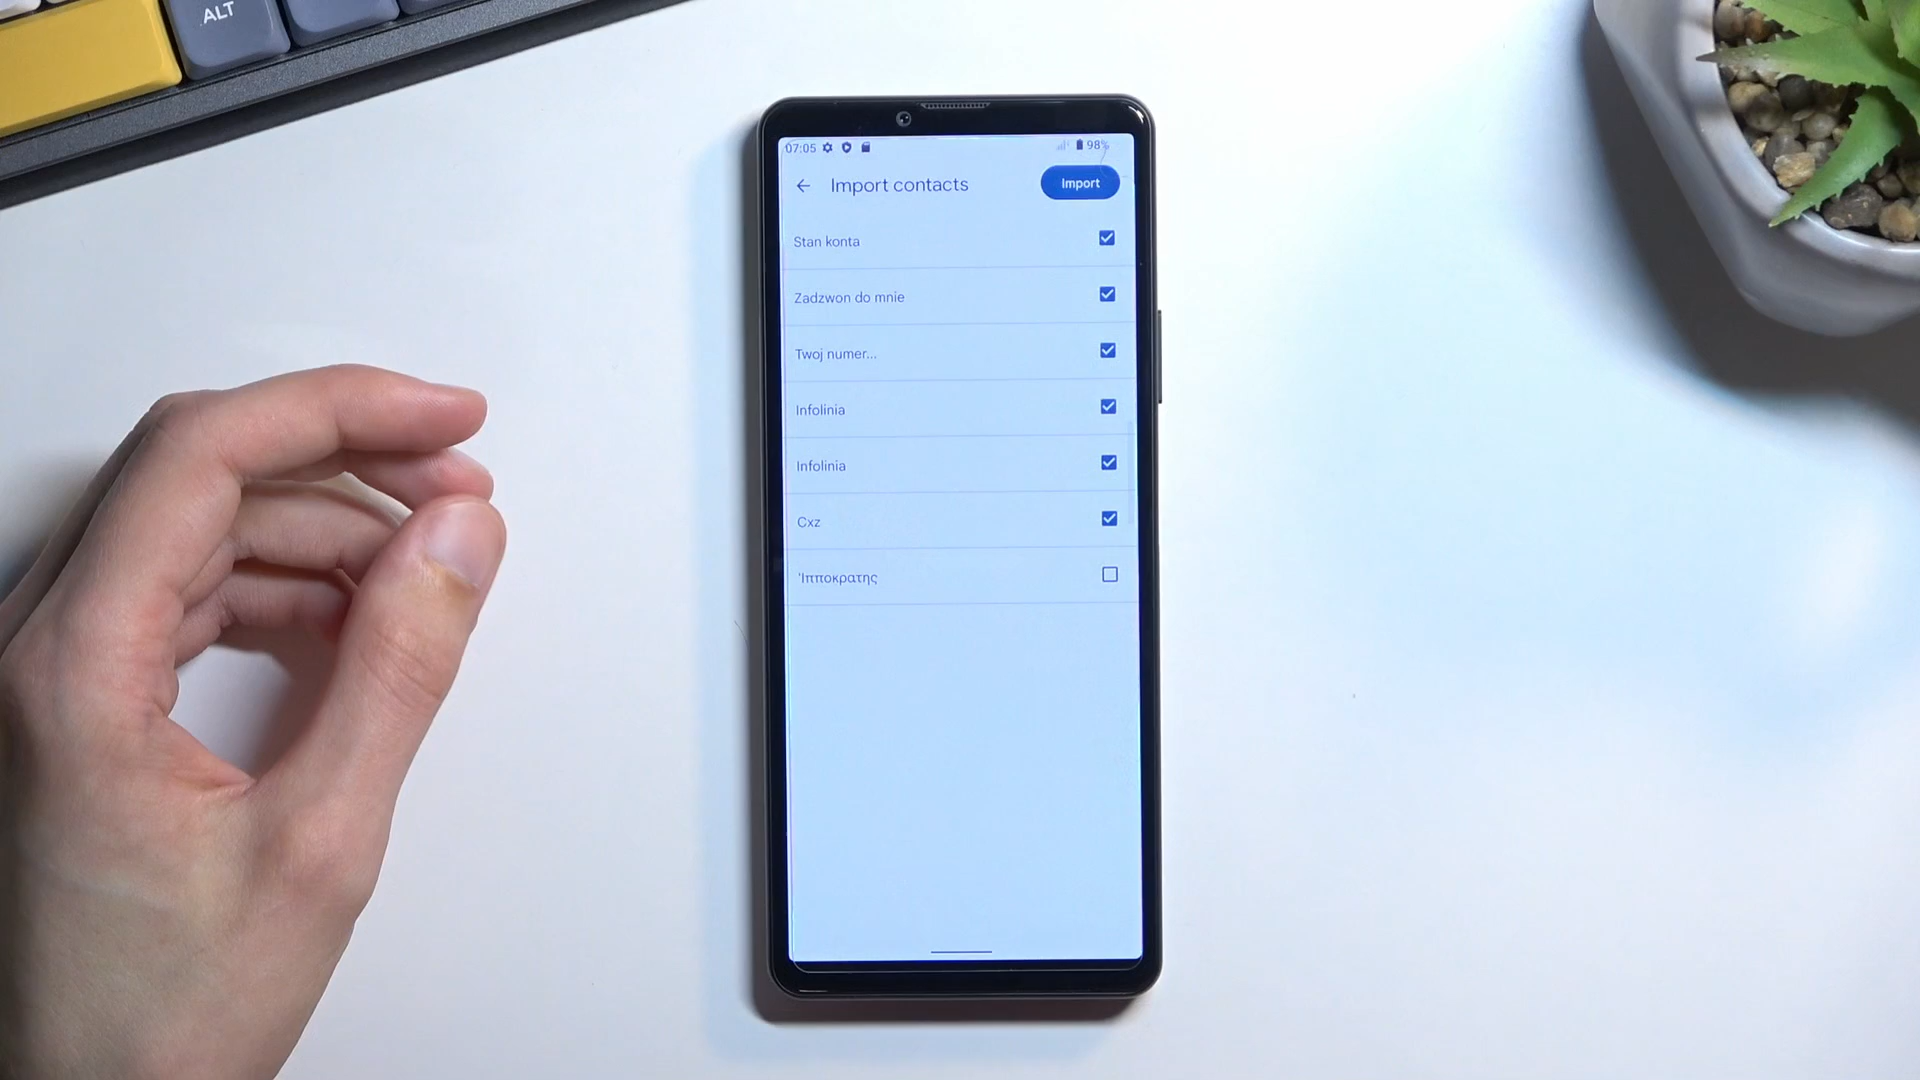 ALT
07:05 98%
Import contacts Import
Stan konta
Zadzwon do mnie
Twoj numer...
Infolinia
Infolinia
Cxz
'Ιπποκρατης